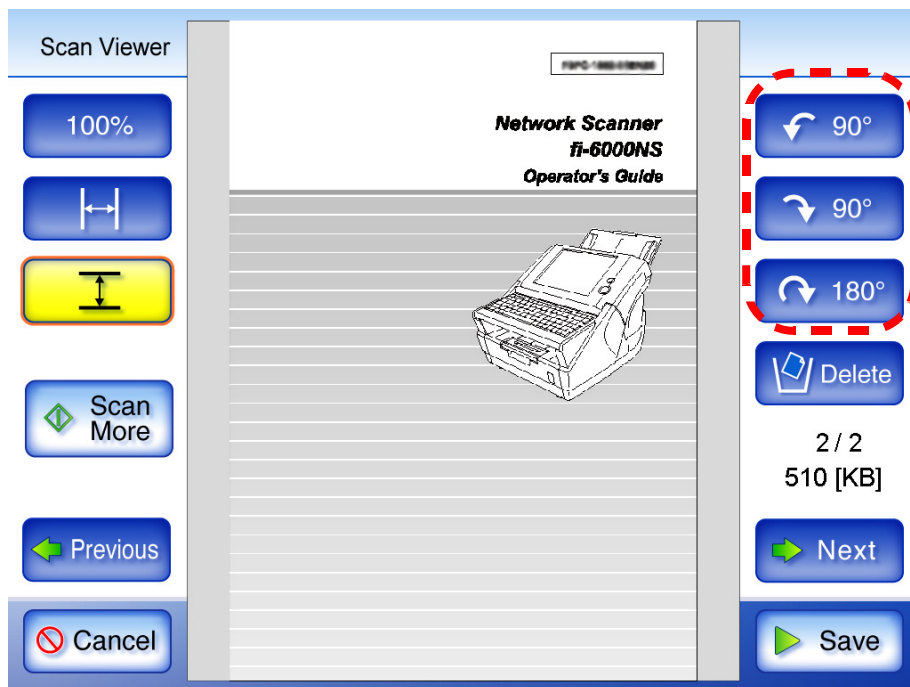 Scan Viewer
100%
Scan
More
Previous
Cancel
Network Scanner
fi-6000NS
Operator's Guide
90°
90°
180°
Delete
2 / 2
510 [KB]
Next
Save